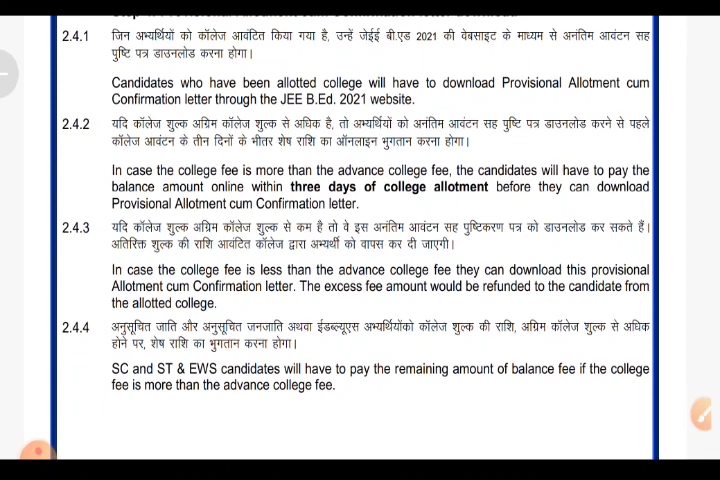 2.4.1 जिन अभ्यर्थियों को कॉलेज आवंटित किया गया है, उन्हें जेईई बी.एड 2021 की वेबसाइट के माध्यम से अनंतिम आवंटन सह
पुष्टि पत्र डाउनलोड करना होगा।
Candidates who have been allotted college will have to download Provisional Allotment cum
Confirmation letter through the JEE B.Ed. 2021 website.
2.4.2 यदि कॉलेज शुल्क अग्रिम कॉलेज शुल्क से अधिक है, तो अभ्यर्थियों को अनंतिम आवंटन सह पुष्टि पत्र डाउनलोड करने से पहले
कॉलेज आवंटन के तीन दिनों के भीतर शेष राशि का ऑनलाइन भुगतान करना होगा।
In case the college fee is more than the advance college fee, the candidates will have to pay the
balance amount online within three days of college allotment before they can download
Provisional Allotment cum Confirmation letter.
2.4.3 यदि कॉलेज शुल्क अग्रिम कॉलेज शुल्क से कम है तो वे इस अनंतिम आवंटन सह पुष्टिकरण पत्र को डाउनलोड कर सकते हैं।
अतिरिक्त शुल्क की राशि आवंटित कॉलेज द्वारा अभ्यर्थी को वापस कर दी जाएगी।
In case the college fee is less than the advance college fee they can download this provisional
Allotment cum Confirmation letter. The excess fee amount would be refunded to the candidate from
the allotted college.
2.4.4 अनुसूचित जाति और अनुसूचित जनजाति अथवा ईडब्ल्यूएस अभ्यर्थियोंको कॉलेज शुल्क की राशि, अग्रिम कॉलेज शुल्क से अधिक
होने पर, शेष राशि का भुगतान करना होगा।
SC and ST & EWS candidates will have to pay the remaining amount of balance fee if the college
fee is more than the advance college fee.